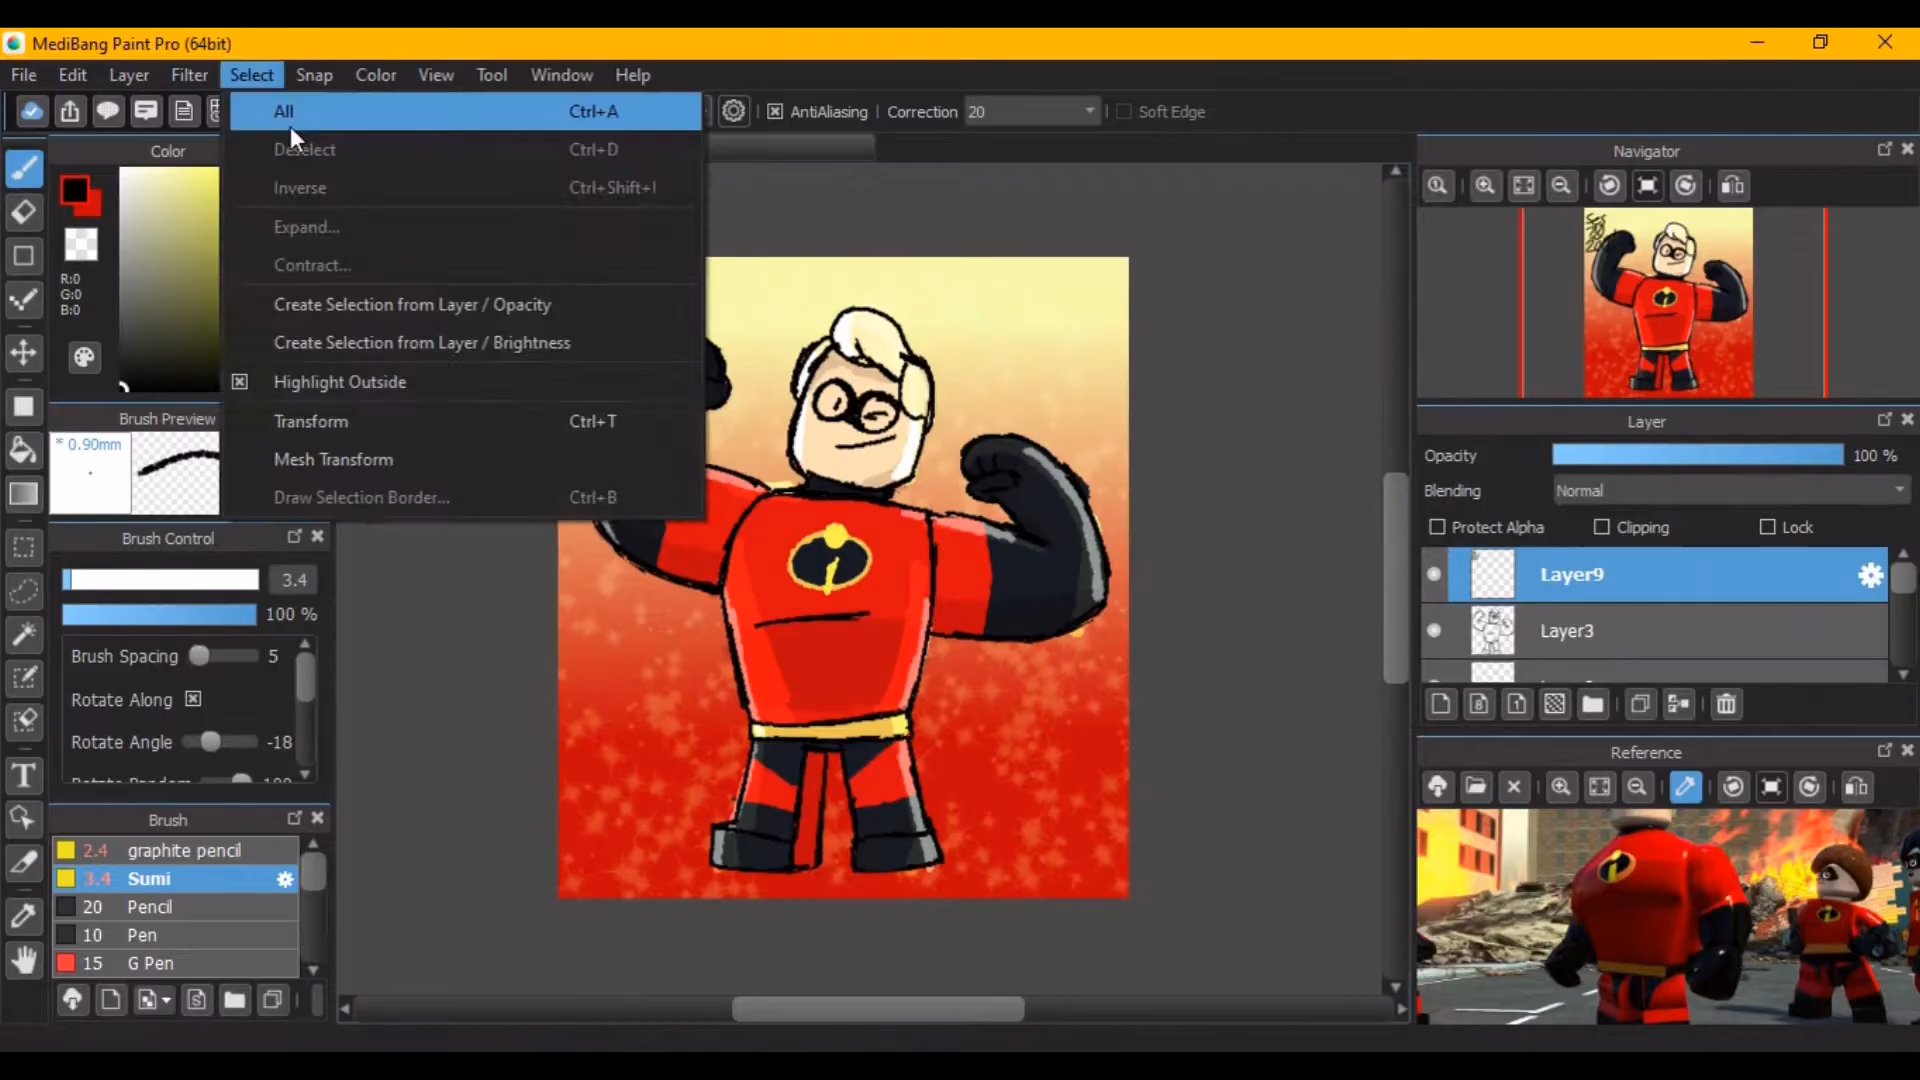 MediBang Paint Pro (64bit)
File Edit Layer Filter Select Snap Color View Tool Window Help
All Ctrl+A
AntiAliasing Correction 20 Soft Edge
Color
Deselect Ctrl+D
Navigator
Inverse Ctrl+Shift+I
Expand...
Contract...
R:0
G:0
B:0
Create Selection from Layer / Opacity
Create Selection from Layer / Brightness
Highlight Outside
Brush Preview
Transform Ctrl+T
Layer
* 0.90mm
Mesh Transform
Opacity 100 %
Draw Selection Border... Ctrl+B
Blending Normal
Protect Alpha Clipping Lock
Brush Control
3.4
Layer9
100 %
Layer3
Brush Spacing 5
Rotate Along
Rotate Angle -18
Reference
Brush
2.4 graphite pencil
3.4 Sumi
20 Pencil
10 Pen
15 G Pen